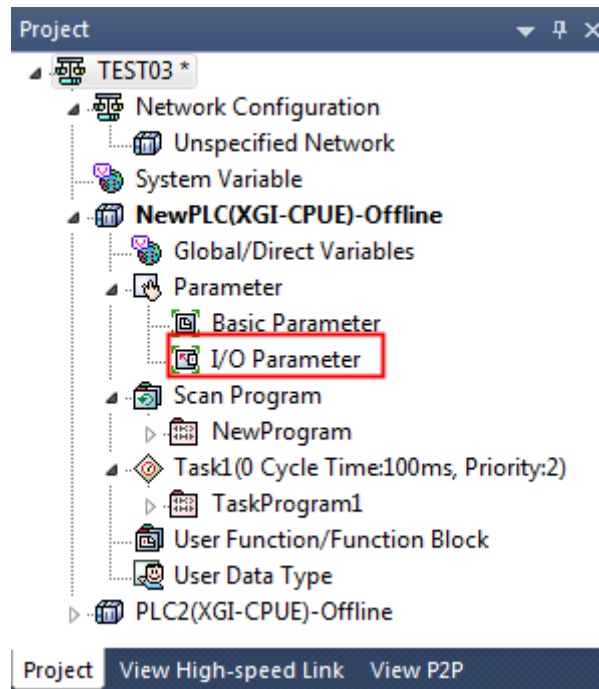 Project
TEST03 *
Network Configuration
Unspecified Network
System Variable
NewPLC(XGI-CPUE)-Offline
Global/Direct Variables
Parameter
Basic Parameter
I/O Parameter
Scan Program
NewProgram
Task1(0 Cycle Time:100ms, Priority:2)
TaskProgram1
User Function/Function Block
User Data Type
PLC2(XGI-CPUE)-Offline
Project View High-speed Link View P2P